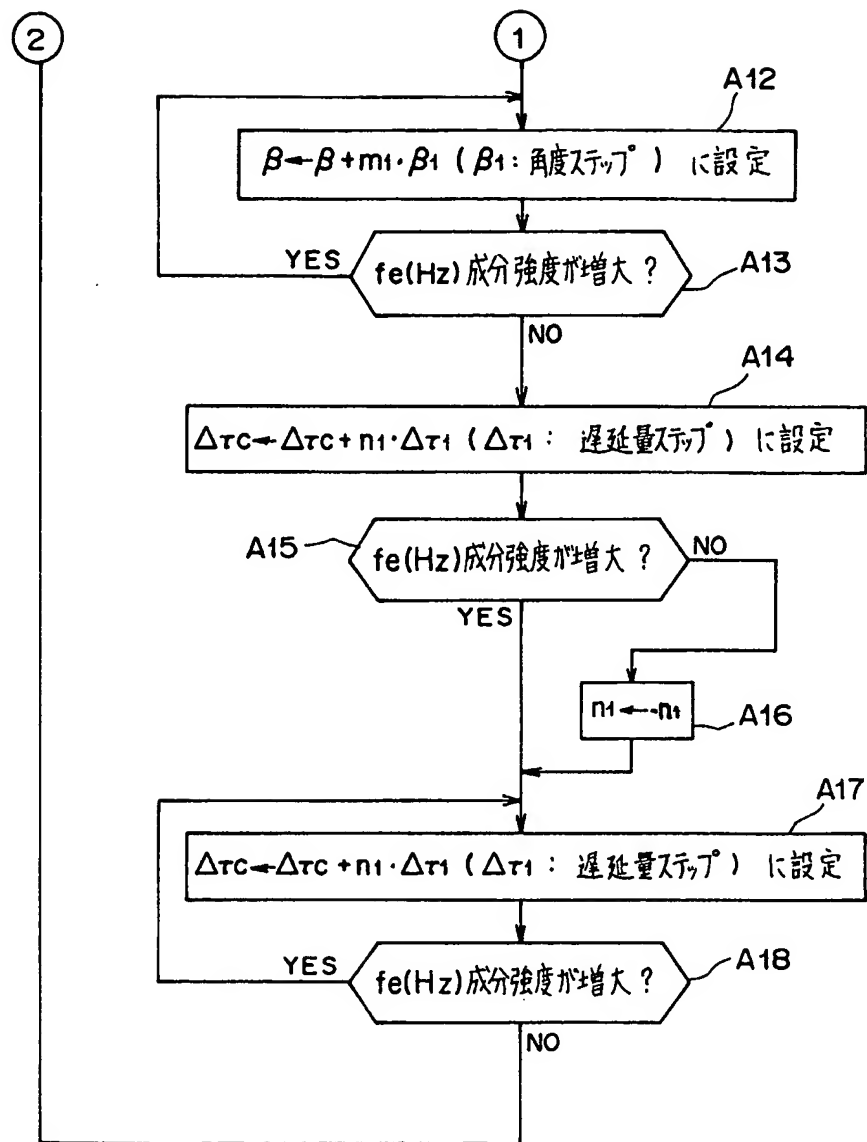 2
1
A12
β←β+m1・β1 (β1:角度ステップ) に設定
YES
fe(Hz)成分強度が増大?
A13
NO
A14
Δτc←Δτc+n1・Δτ1 (Δτ1: 遅延量ステップ) に設定
A15
fe(Hz)成分強度が増大?
NO
YES
n1←-n1
A16
A17
Δτc←Δτc+n1・Δτ1 (Δτ1: 遅延量ステップ) に設定
YES
fe(Hz)成分強度が増大?
A18
NO